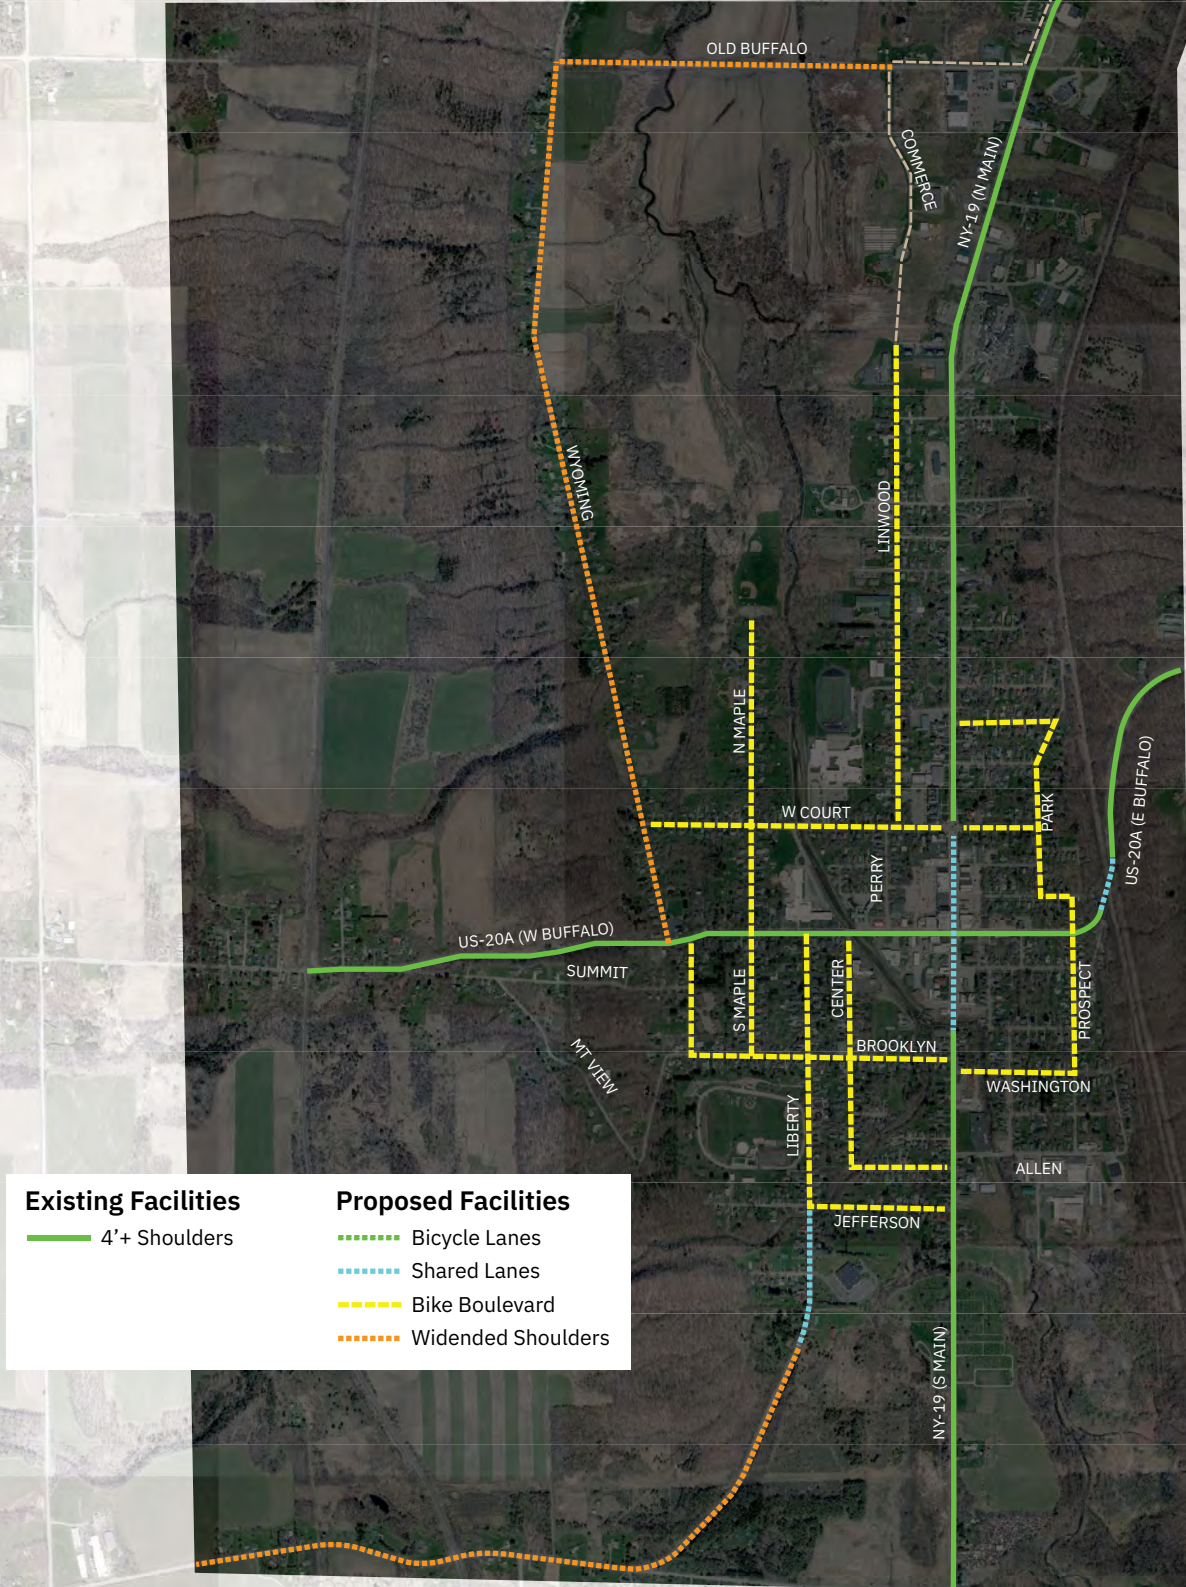 OLD BUFFALO
COMMERCE
NY-19 (N MAIN)
WYOMING
LINWOOD
N MAPLE
W COURT
PARK
US-20A (E BUFFALO)
PERRY
US-20A (W BUFFALO)
SUMMIT
S MAPLE
CENTER
PROSPECT
MT VIEW
BROOKLYN
WASHINGTON
LIBERTY
ALLEN
JEFFERSON
NY-19 (S MAIN)
Existing Facilities
4’+ Shoulders
Proposed Facilities
Bicycle Lanes
Shared Lanes
Bike Boulevard
Widended Shoulders